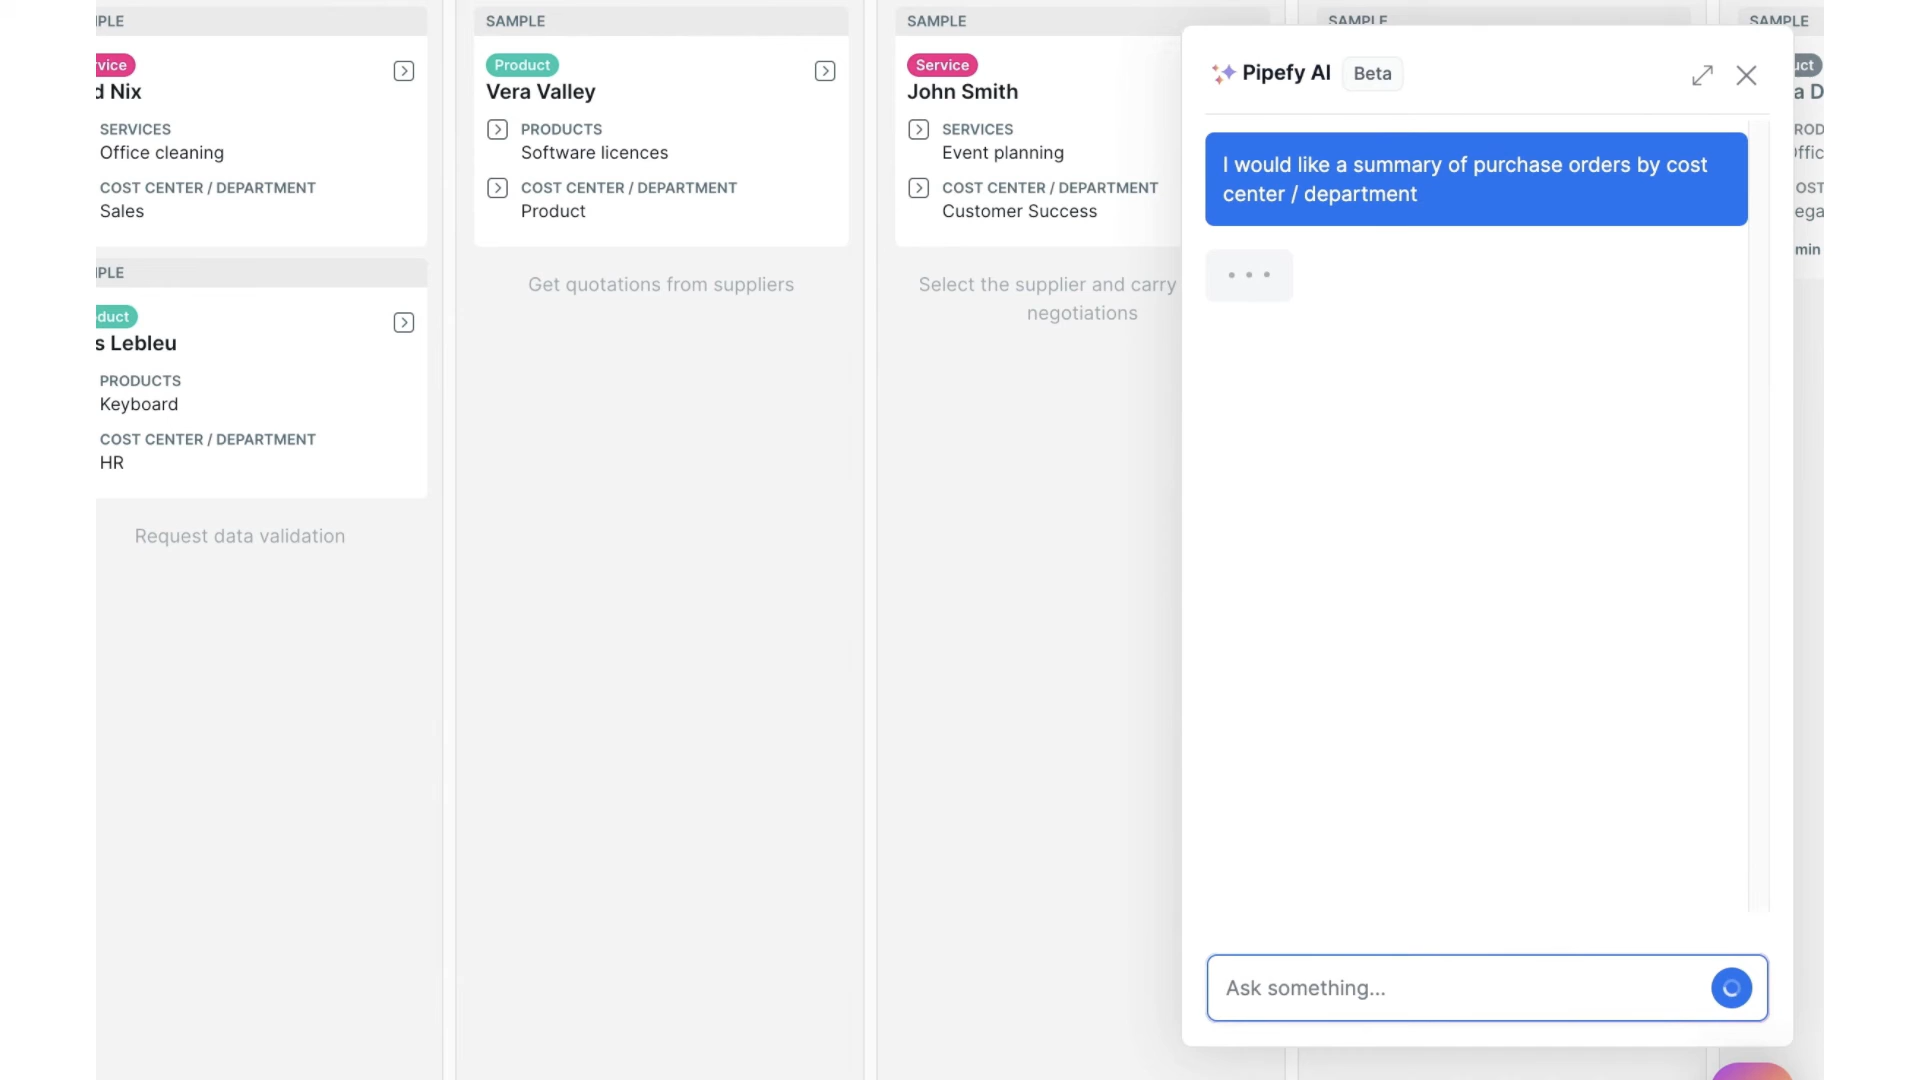 SAMPLE
d Nix
SERVICES
Office cleaning
COST CENTER / DEPARTMENT
Sales
s Lebleu
PRODUCTS
Keyboard
COST CENTER / DEPARTMENT
HR
Request data validation
Product
Vera Valley
PRODUCTS
Software licences
COST CENTER / DEPARTMENT
Product
Get quotations from suppliers
SAMPLE
Service
John Smith
SERVICES
Event planning
COST CENTER / DEPARTMENT
Customer Success
Select the supplier and carry
negotiations
SAMPLE
SAMPLE
min
Pipefy AI Beta
I would like a summary of purchase orders by cost
center / department
Ask something...